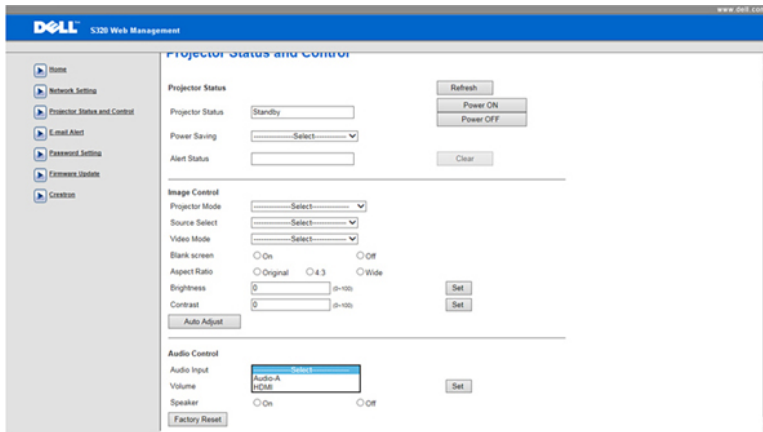 www.dell.com
DELL™ S320 Web Management
Projector Status and Control
Home
Network Setting
Projector Status and Control
E-mail Alert
Password Setting
Firmware Update
Crestron
Projector Status
Refresh
Projector Status Standby
Power ON
Power OFF
Power Saving Select
Alert Status
Clear
Image Control
Projector Mode Select
Source Select Select
Video Mode Select
Blank screen On Off
Aspect Ratio Original 4:3 Wide
Brightness 0 (0~100) Set
Contrast 0 (0~100) Set
Auto Adjust
Audio Control
Audio Input Select
Audio-A
Volume HDMI Set
Speaker On Off
Factory Reset